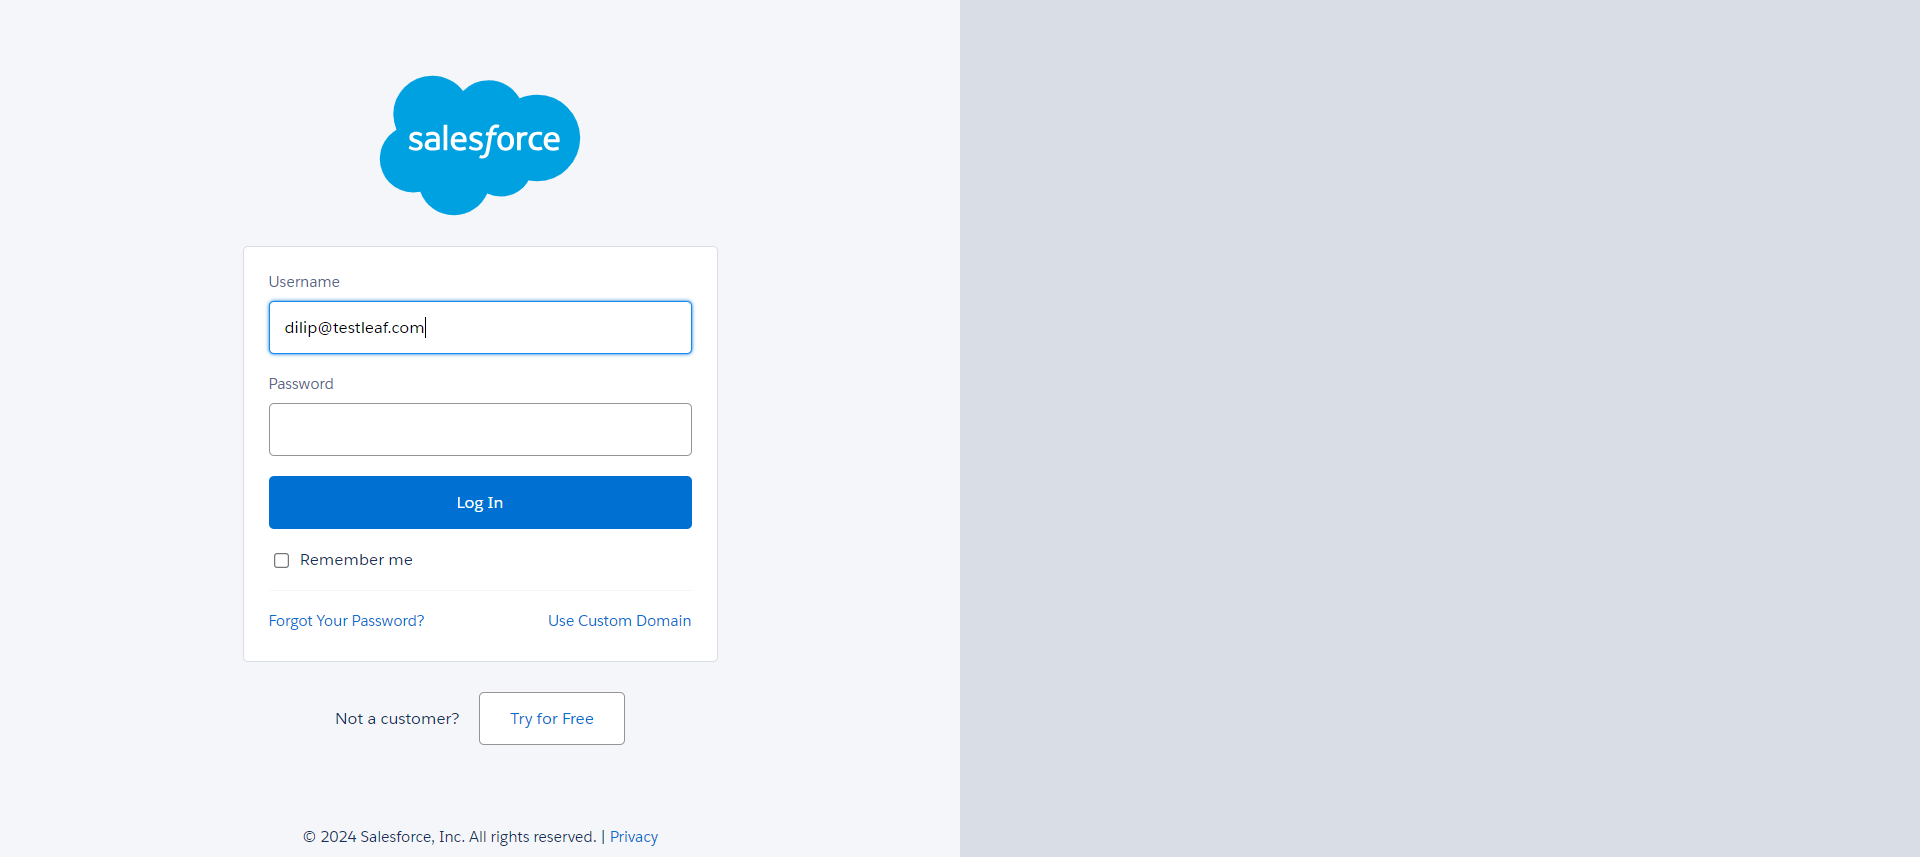 salesforce
Username
dilip@testleaf.com
Password
Log In
Remember me
Forgot Your Password? Use Custom Domain
Not a customer? Try for Free
© 2024 Salesforce, Inc. All rights reserved. | Privacy